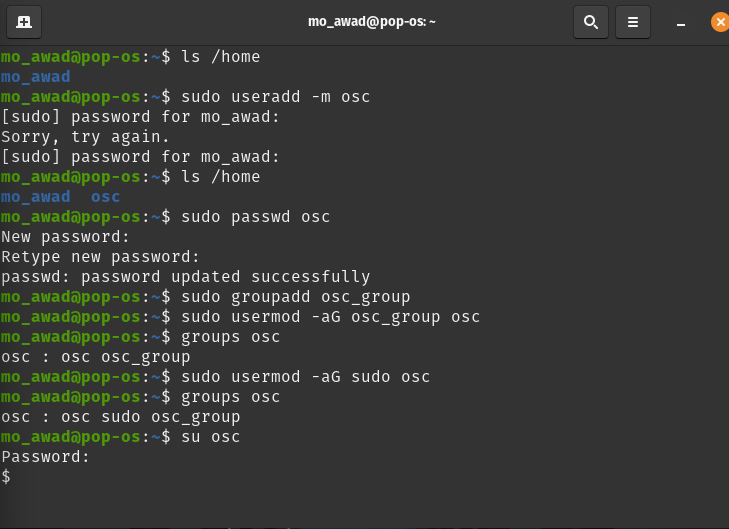 mo_awad@pop-os: ~
mo_awad@pop-os:~$ ls /home
mo_awad
mo_awad@pop-os:~$ sudo useradd -m osc
[sudo] password for mo_awad:
Sorry, try again.
[sudo] password for mo_awad:
mo_awad@pop-os:~$ ls /home
mo_awad  osc
mo_awad@pop-os:~$ sudo passwd osc
New password:
Retype new password:
passwd: password updated successfully
mo_awad@pop-os:~$ sudo groupadd osc_group
mo_awad@pop-os:~$ sudo usermod -aG osc_group osc
mo_awad@pop-os:~$ groups osc
osc : osc osc_group
mo_awad@pop-os:~$ sudo usermod -aG sudo osc
mo_awad@pop-os:~$ groups osc
osc : osc sudo osc_group
mo_awad@pop-os:~$ su osc
Password:
$